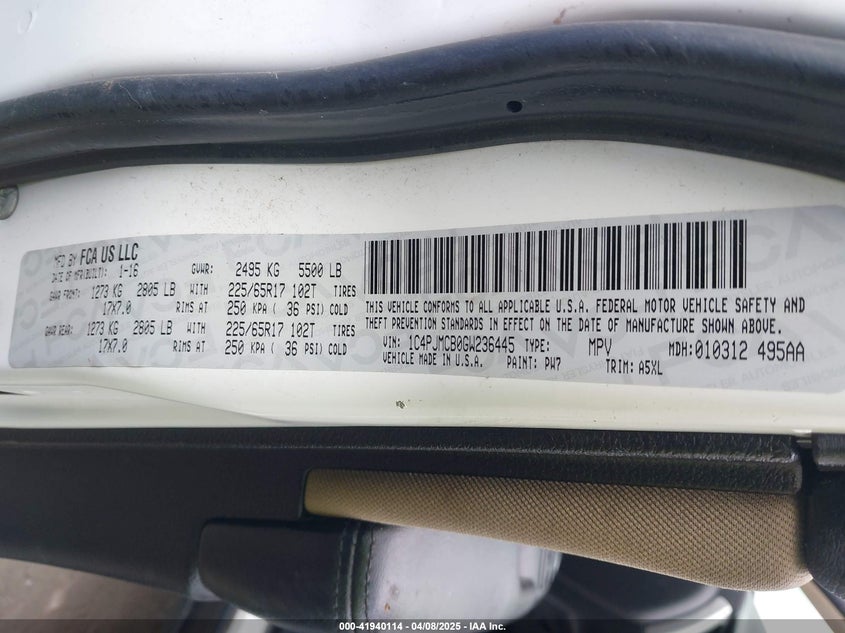 MFD BY FCA US LLC
DATE OF MFR(BUILT): 1-16 GVWR: 2495 KG 5500 LB
GAWR FRONT: 1273 KG 2805 LB WITH 225/65R17 102T TIRES
17X7.0 RIMS AT 250 KPA ( 36 PSI) COLD
GAWR REAR: 1273 KG 2805 LB WITH 225/65R17 102T TIRES
17X7.0 RIMS AT 250 KPA ( 36 PSI) COLD
THIS VEHICLE CONFORMS TO ALL APPLICABLE U.S.A. FEDERAL MOTOR VEHICLE SAFETY AND
THEFT PREVENTION STANDARDS IN EFFECT ON THE DATE OF MANUFACTURE SHOWN ABOVE.
VIN: 1C4PJMCB0GW236445 TYPE: MPV MDH:010312 495AA
VEHICLE MADE IN U.S.A. PAINT: PW7 TRIM: A5XL
000-41940114 - 04/08/2025 - IAA Inc.